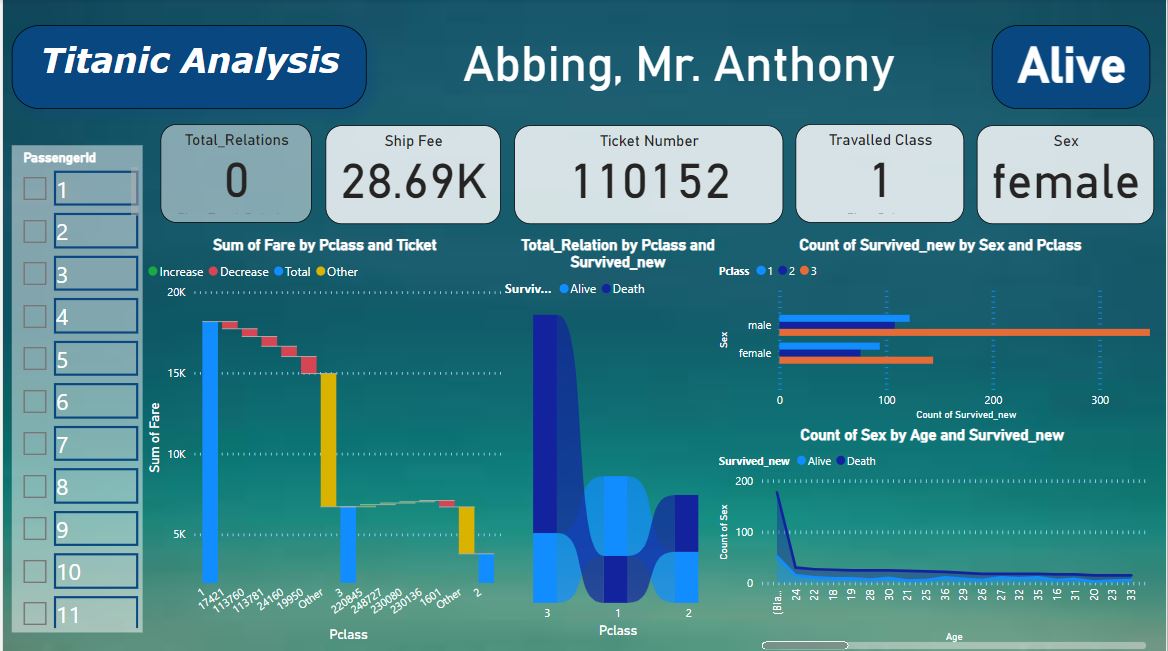 Titanic Analysis
Abbing, Mr. Anthony
Alive
Total_Relations
0
Ship Fee
28.69K
Ticket Number
110152
Travalled Class
1
Sex
female
PassengerId
1
2
3
4
5
6
7
8
9
10
11
Sum of Fare by Pclass and Ticket
Increase Decrease Total Other
Sum of Fare
20K
15K
10K
5K
1 17421 113760 113781 24160 19950 Other 3 220845 248727 230080 230136 1601 Other 2
Pclass
Total_Relation by Pclass and
Survived_new
Surviv... Alive Death
3 1 2
Pclass
Count of Survived_new by Sex and Pclass
Pclass 1 2 3
Sex
male
female
0 100 200 300
Count of Survived_new
Count of Sex by Age and Survived_new
Survived_new Alive Death
Count of Sex
200
100
0
(Bla... 24 22 18 19 28 30 21 25 36 29 26 27 32 35 16 31 20 23 33
Age